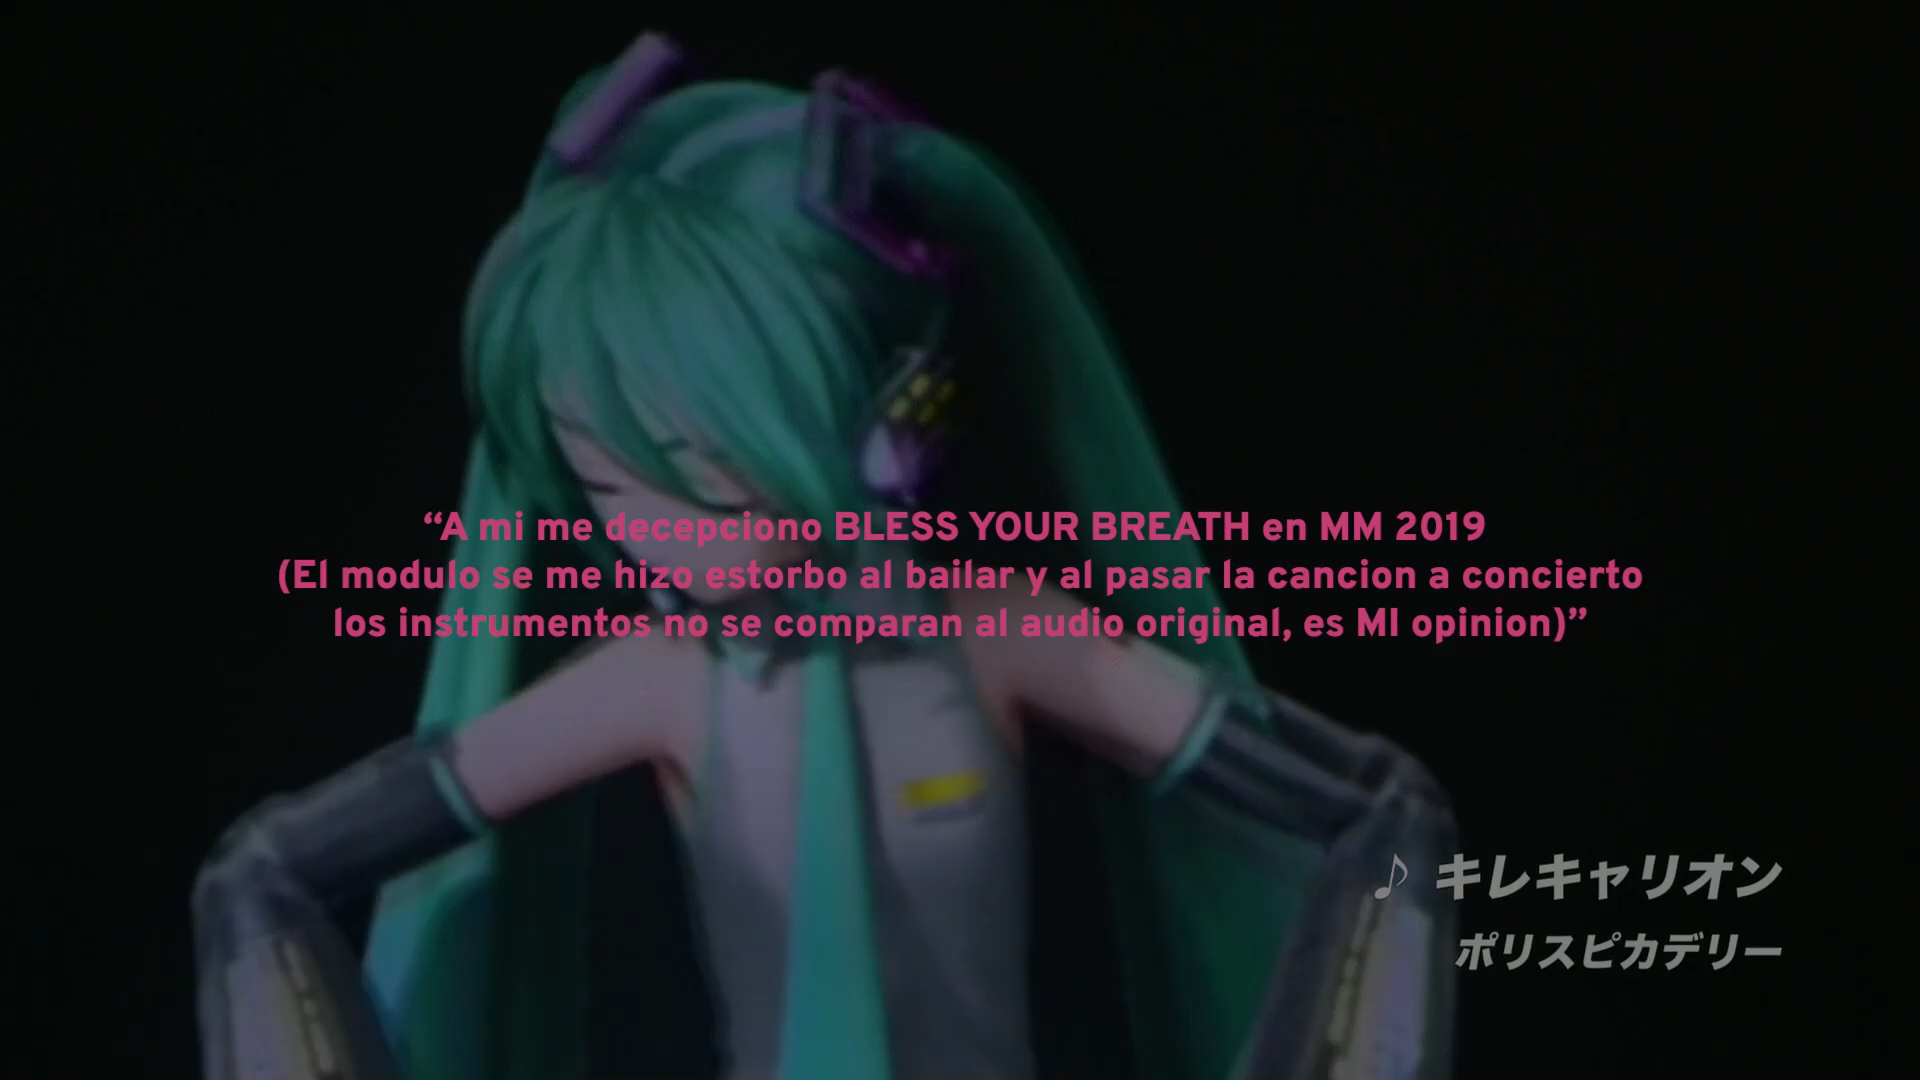 “A mi me decepciono BLESS YOUR BREATH en MM 2019
(El modulo se me hizo estorbo al bailar y al pasar la cancion a concierto
los instrumentos no se comparan al audio original, es MI opinion)”
♪ キレキャリオン
ポリスピカデリー